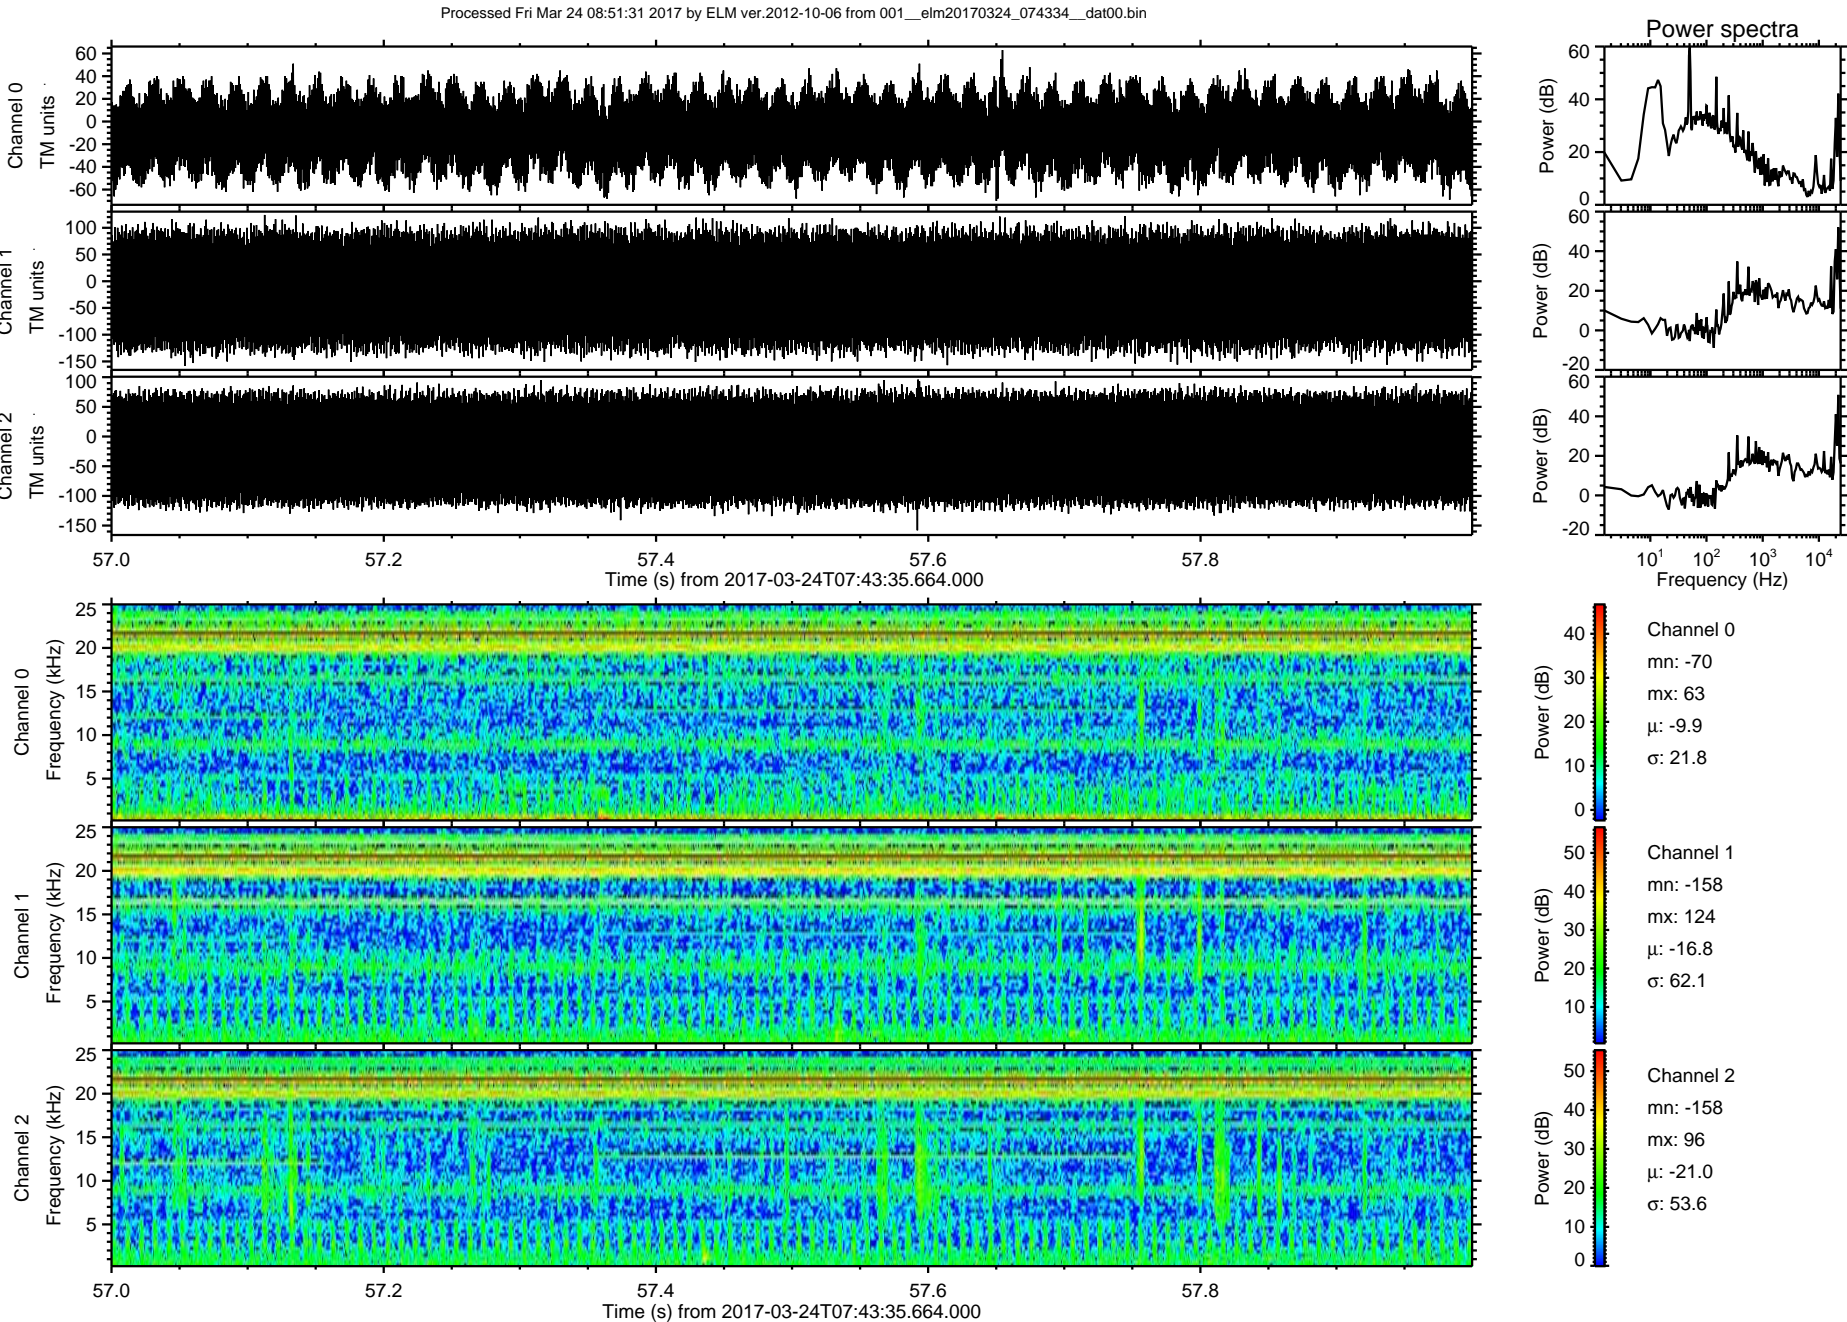 Processed Fri Mar 24 08:51:31 2017 by ELM ver.2012-10-06 from 001__elm20170324_074334__dat00.bin
Power spectra
Channel 0
TM units
60
40
20
0
-20
-40
-60
Power (dB)
60
40
20
0
Channel 1
TM units
100
50
0
-50
-100
-150
Power (dB)
60
40
20
0
-20
Channel 2
TM units
100
50
0
-50
-100
-150
Power (dB)
60
40
20
0
-20
57.0 57.2 57.4 57.6 57.8
Time (s) from 2017-03-24T07:43:35.664.000
10^1 10^2 10^3 10^4
Frequency (Hz)
Channel 0
Frequency (kHz)
25
20
15
10
5
Power (dB)
40
30
20
10
0
Channel 0
mn: -70
mx: 63
μ: -9.9
σ: 21.8
Channel 1
Frequency (kHz)
25
20
15
10
5
Power (dB)
50
40
30
20
10
Channel 1
mn: -158
mx: 124
μ: -16.8
σ: 62.1
Channel 2
Frequency (kHz)
25
20
15
10
5
Power (dB)
50
40
30
20
10
0
Channel 2
mn: -158
mx: 96
μ: -21.0
σ: 53.6
57.0 57.2 57.4 57.6 57.8
Time (s) from 2017-03-24T07:43:35.664.000